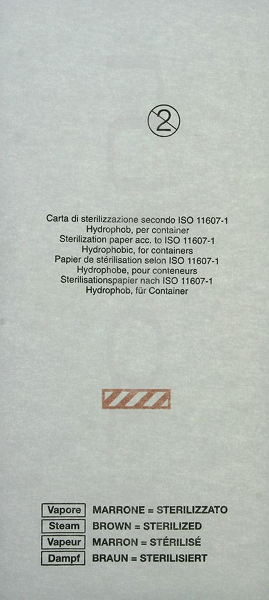 2
Carta di sterilizzazione secondo ISO 11607-1
Hydrophob, per container
Sterilization paper acc. to ISO 11607-1
Hydrophobic, for containers
Papier de stérilisation selon ISO 11607-1
Hydrophobe, pour conteneurs
Sterilisationspapier nach ISO 11607-1
Hydrophob, für Container
Vapore MARRONE = STERILIZZATO
Steam BROWN = STERILIZED
Vapeur MARRON = STÉRILISÉ
Dampf BRAUN = STERILISIERT